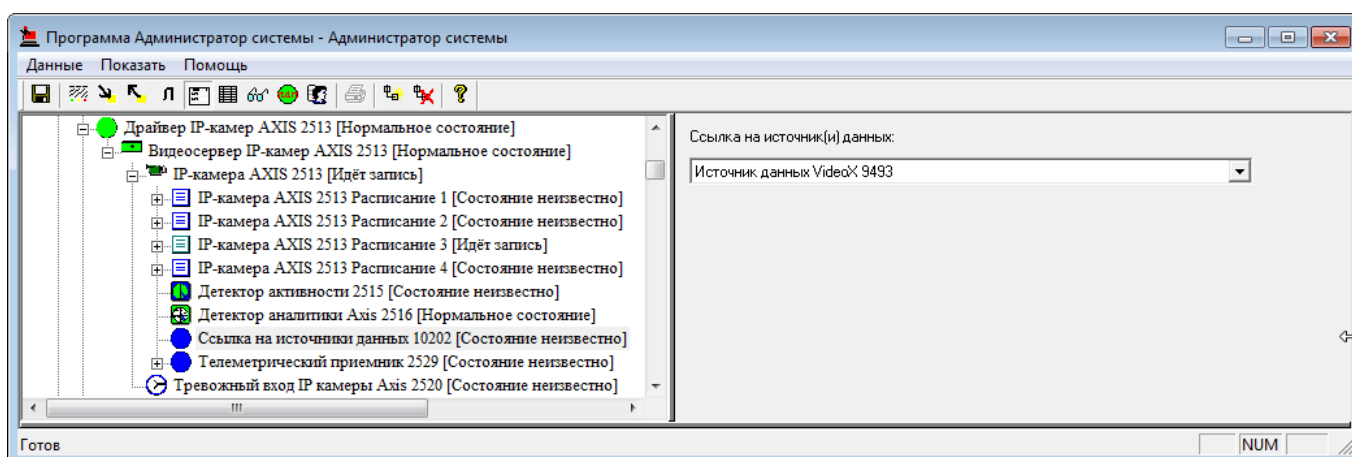 Программа Администратор системы - Администратор системы
Данные Показать Помощь
Л
Драйвер IP-камер AXIS 2513 [Нормальное состояние]
Видеосервер IP-камер AXIS 2513 [Нормальное состояние]
IP-камера AXIS 2513 [Идёт запись]
IP-камера AXIS 2513 Расписание 1 [Состояние неизвестно]
IP-камера AXIS 2513 Расписание 2 [Состояние неизвестно]
IP-камера AXIS 2513 Расписание 3 [Идёт запись]
IP-камера AXIS 2513 Расписание 4 [Состояние неизвестно]
Детектор активности 2515 [Состояние неизвестно]
Детектор аналитики Axis 2516 [Нормальное состояние]
Ссылка на источники данных 10202 [Состояние неизвестно]
Телеметрический приемник 2529 [Состояние неизвестно]
Тревожный вход IP камеры Axis 2520 [Состояние неизвестно]
Ссылка на источник(и) данных:
Источник данных VideoX 9493
Готов
NUM